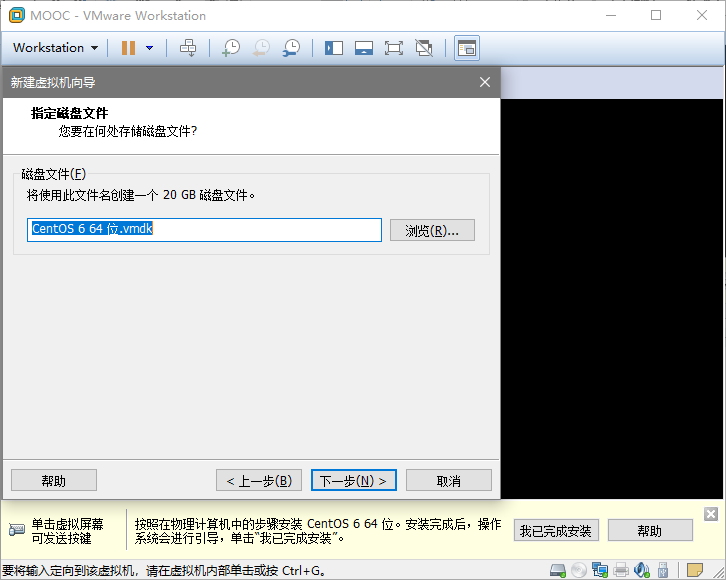 MOOC - VMware Workstation
Workstation
新建虚拟机向导
指定磁盘文件
您要在何处存储磁盘文件?
磁盘文件(F)
将使用此文件名创建一个 20 GB 磁盘文件。
CentOS 6 64 位.vmdk
浏览(R)...
帮助
< 上一步(B)
下一步(N) >
取消
单击虚拟屏幕
可发送按键
按照在物理计算机中的步骤安装 CentOS 6 64 位。安装完成后，操作
系统会进行引导，单击“我已完成安装”。
我已完成安装
帮助
要将输入定向到该虚拟机，请在虚拟机内部单击或按 Ctrl+G。